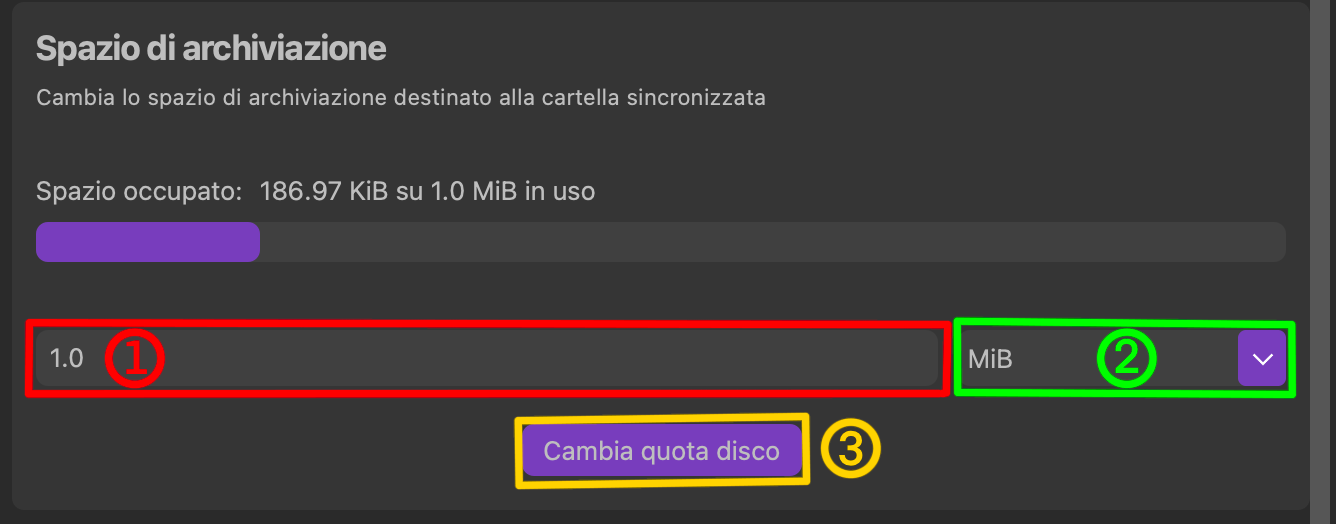 Spazio di archiviazione
Cambia lo spazio di archiviazione destinato alla cartella sincronizzata
Spazio occupato: 186.97 KiB su 1.0 MiB in uso
1.0 ① MiB ②
Cambia quota disco ③